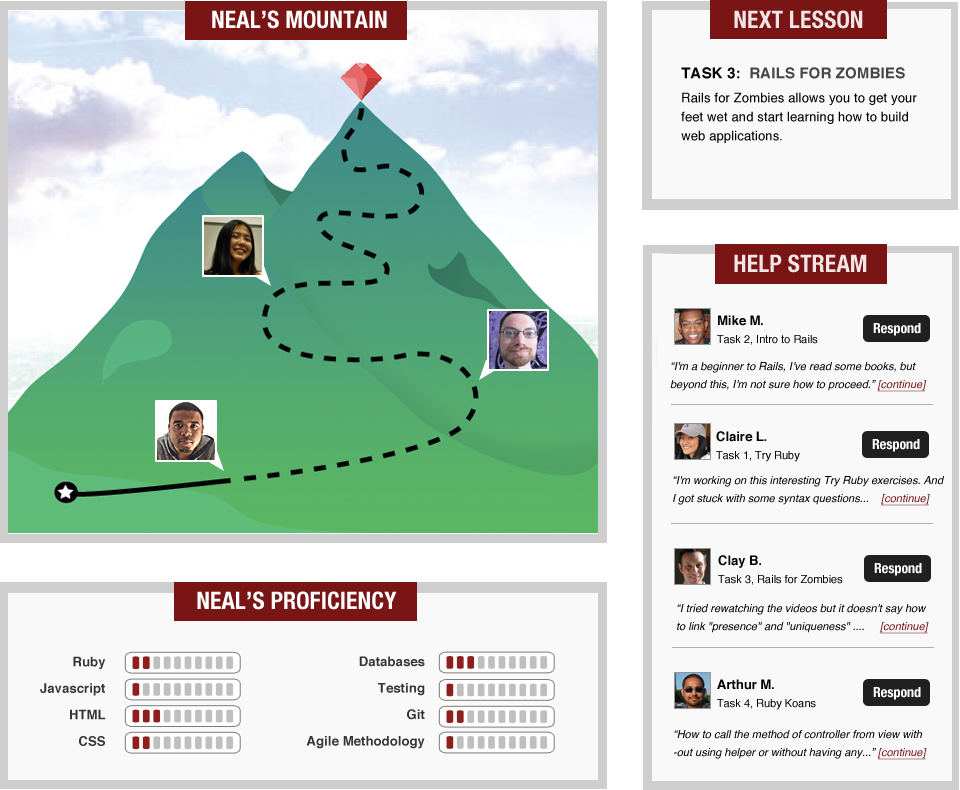 NEAL'S MOUNTAIN
NEXT LESSON
TASK 3: RAILS FOR ZOMBIES
Rails for Zombies allows you to get your
feet wet and start learning how to build
web applications.
HELP STREAM
Mike M.
Task 2, Intro to Rails
Respond
“I'm a beginner to Rails, I've read some books, but
beyond this, I'm not sure how to proceed.” [continue]
Claire L.
Task 1, Try Ruby
Respond
“I'm working on this interesting Try Ruby exercises. And
I got stuck with some syntax questions... [continue]
Clay B.
Task 3, Rails for Zombies
Respond
“I tried rewatching the videos but it doesn't say how
to link "presence" and "uniqueness" .... [continue]
Arthur M.
Task 4, Ruby Koans
Respond
“How to call the method of controller from view with
-out using helper or without having any...” [continue]
NEAL'S PROFICIENCY
Ruby
Javascript
HTML
CSS
Databases
Testing
Git
Agile Methodology